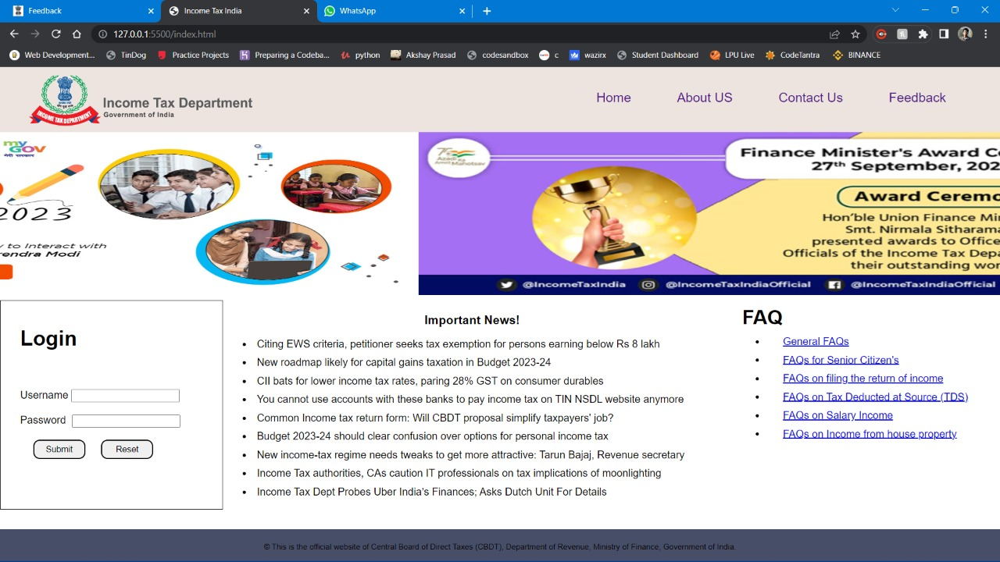 Feedback
Income Tax India
WhatsApp
127.0.0.1:5500/index.html
Web Development...
TinDog
Practice Projects
Preparing a Codeba...
python
Akshay Prasad
codesandbox
c
wazirx
Student Dashboard
LPU Live
CodeTantra
BINANCE
INCOME TAX DEPARTMENT
Income Tax Department
Government of India
Home
About US
Contact Us
Feedback
my
GOV
मेरी सरकार
2023
y to Interact with
rendra Modi
Azadi Ka
Amrit Mahotsav
Finance Minister's Award Ce
27th September, 202
Award Ceremo
Hon'ble Union Finance Min
Smt. Nirmala Sitharama
presented awards to Office
Officials of the Income Tax Depa
their outstanding wor
@IncomeTaxIndia
@IncomeTaxIndiaOfficial
@IncomeTaxIndiaOfficial
Login
Username
Password
Submit
Reset
Important News!
Citing EWS criteria, petitioner seeks tax exemption for persons earning below Rs 8 lakh
New roadmap likely for capital gains taxation in Budget 2023-24
CII bats for lower income tax rates, paring 28% GST on consumer durables
You cannot use accounts with these banks to pay income tax on TIN NSDL website anymore
Common Income tax return form: Will CBDT proposal simplify taxpayers' job?
Budget 2023-24 should clear confusion over options for personal income tax
New income-tax regime needs tweaks to get more attractive: Tarun Bajaj, Revenue secretary
Income Tax authorities, CAs caution IT professionals on tax implications of moonlighting
Income Tax Dept Probes Uber India's Finances; Asks Dutch Unit For Details
FAQ
General FAQs
FAQs for Senior Citizen's
FAQs on filing the return of income
FAQs on Tax Deducted at Source (TDS)
FAQs on Salary Income
FAQs on Income from house property
© This is the official website of Central Board of Direct Taxes (CBDT), Department of Revenue, Ministry of Finance, Government of India.